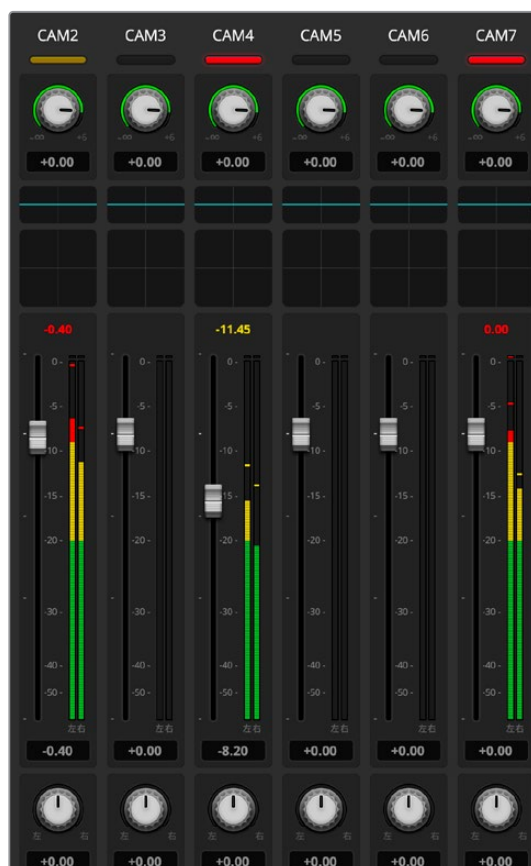 CAM2 CAM3 CAM4 CAM5 CAM6 CAM7
-∞ +6 -∞ +6 -∞ +6 -∞ +6 -∞ +6 -∞ +6
+0.00 +0.00 +0.00 +0.00 +0.00 +0.00
-0.40 -11.45 0.00
0- 0- 0- 0- 0- 0-
-5- -5- -5- -5- -5- -5-
-10- -10- -10- -10- -10- -10-
-15- -15- -15- -15- -15- -15-
-20- -20- -20- -20- -20- -20-
-30- -30- -30- -30- -30- -30-
-40- -40- -40- -40- -40- -40-
-50- -50- -50- -50- -50- -50-
左右 左右 左右 左右 左右 左右
-0.40 +0.00 -8.20 +0.00 +0.00 +0.00
左 右 左 右 左 右 左 右 左 右 左 右
+0.00 +0.00 +0.00 +0.00 +0.00 +0.00